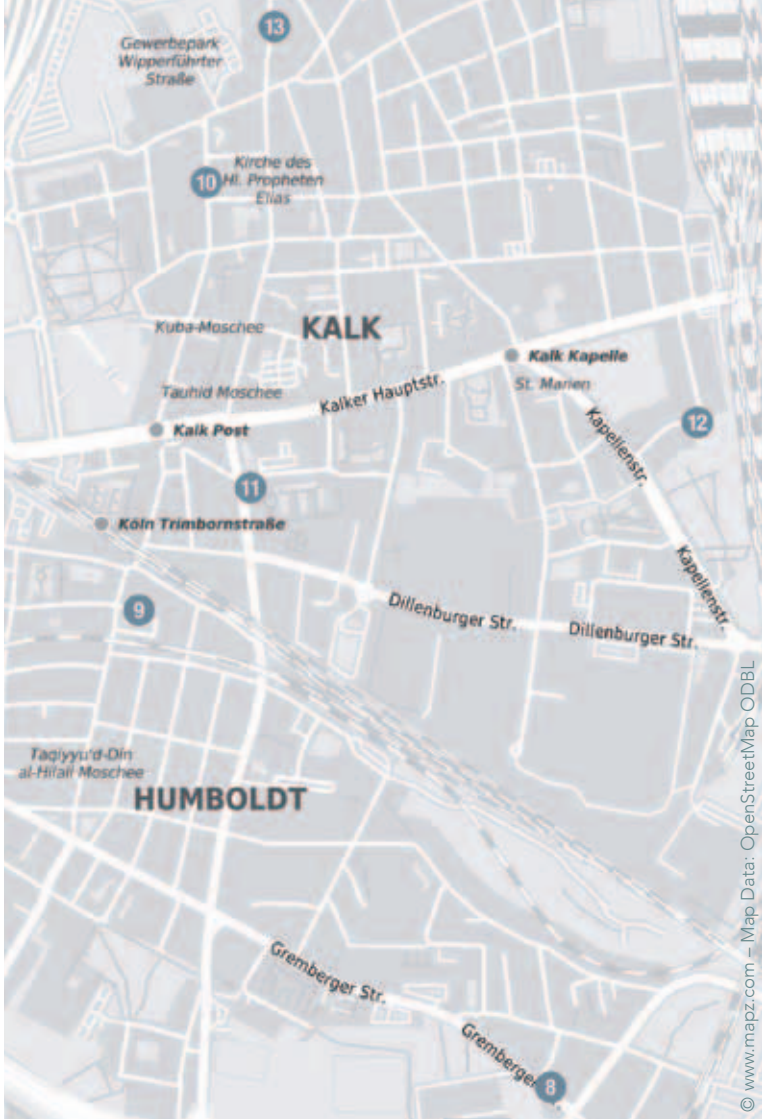 13
Gewerbepark
Wipperführter
Straße
10
Kirche des
Hl. Propheten
Elias
Kuba-Moschee
KALK
Kalk Kapelle
St. Marien
Tauhid Moschee
Kalker Hauptstr.
Kalk Post
12
Kapellenstr.
11
Köln Trimbornstraße
Kapellenstr.
9
Dillenburger Str.
Dillenburger Str.
Taqiyyu'd-Din
al-Hilali Moschee
HUMBOLDT
Gremberger Str.
Gremberger
8
© www.mapz.com – Map Data: OpenStreetMap ODBL